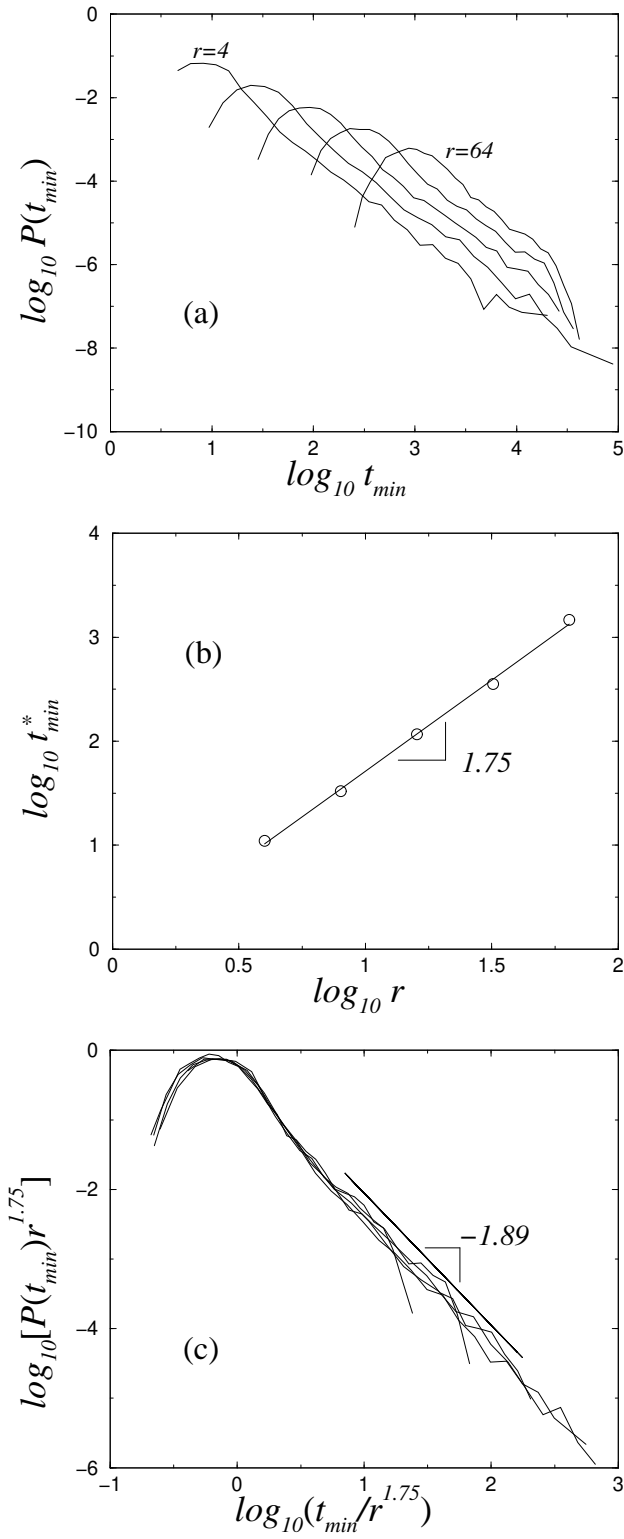 0
r=4
−2
r=64
−4
−6
(a)
−8
−10
0 1 2 3 4 5
log10 P(tmin)
log10 tmin
4
3
(b)
2
1.75
1
0
0 0.5 1 1.5 2
log10 t*min
log10 r
0
−2
−1.89
−4
(c)
−6
−1 0 1 2 3
log10[P(tmin)r^1.75]
log10(tmin/r^1.75)